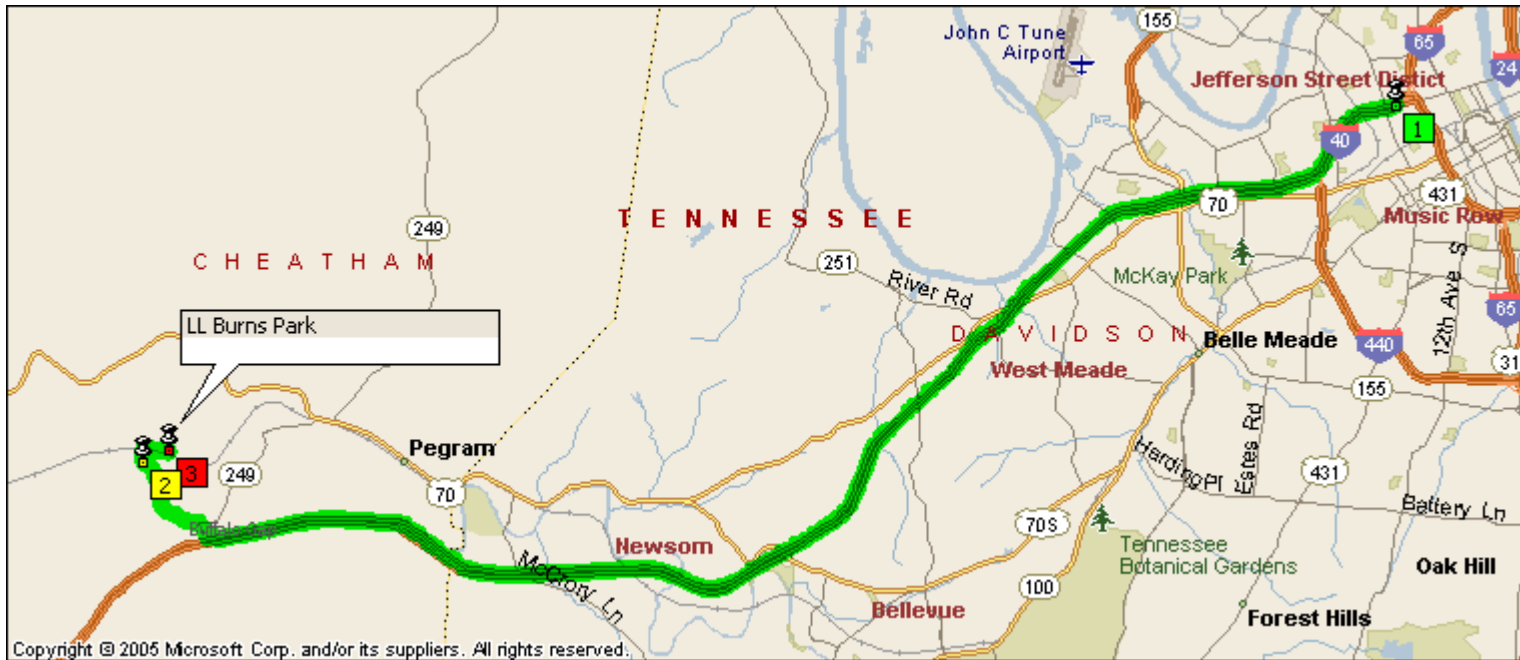 155
John C Tune
Airport
65
24
Jefferson Street Distict
1
40
249
TENNESSEE
70
431
Music Row
CHEATHAM
251
River Rd
McKay Park
12th Ave S
65
LL Burns Park
DAVIDSON
Belle Meade
440
31
West Meade
155
Pegram
Harding Pl
Estes Rd
431
3
249
2
70
Battery Ln
70S
Newsom
McCrory Ln
Tennessee
Botanical Gardens
Oak Hill
100
Bellevue
Forest Hills
Copyright © 2005 Microsoft Corp. and/or its suppliers. All rights reserved.